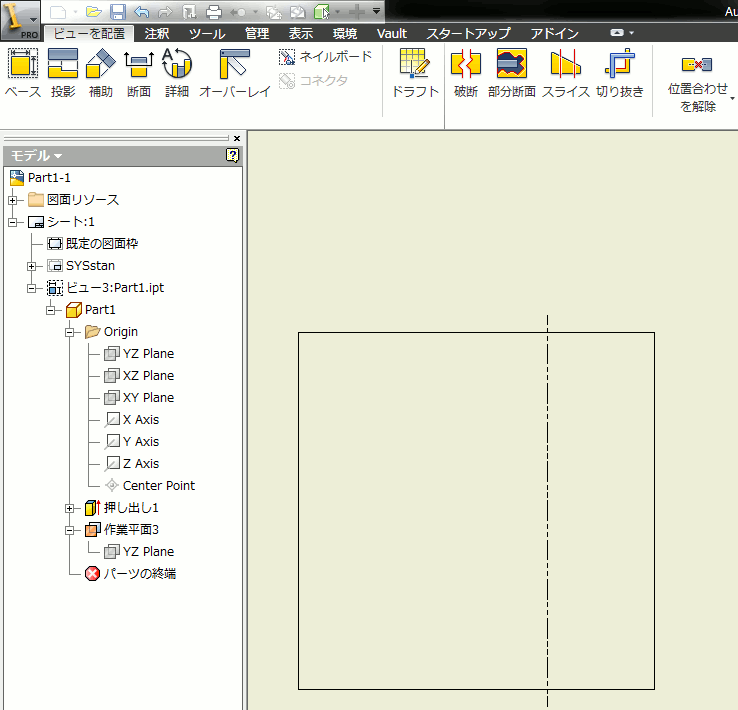 Au
PRO
ビューを配置 注釈 ツール 管理 表示 環境 Vault スタートアップ アドイン
ベース 投影 補助 断面 詳細 オーバーレイ
ネイルボード
コネクタ
ドラフト
破断 部分断面 スライス 切り抜き
位置合わせ
を解除
モデル
Part1-1
図面リソース
シート:1
既定の図面枠
SYSstan
ビュー3:Part1.ipt
Part1
Origin
YZ Plane
XZ Plane
XY Plane
X Axis
Y Axis
Z Axis
Center Point
押し出し1
作業平面3
YZ Plane
パーツの終端